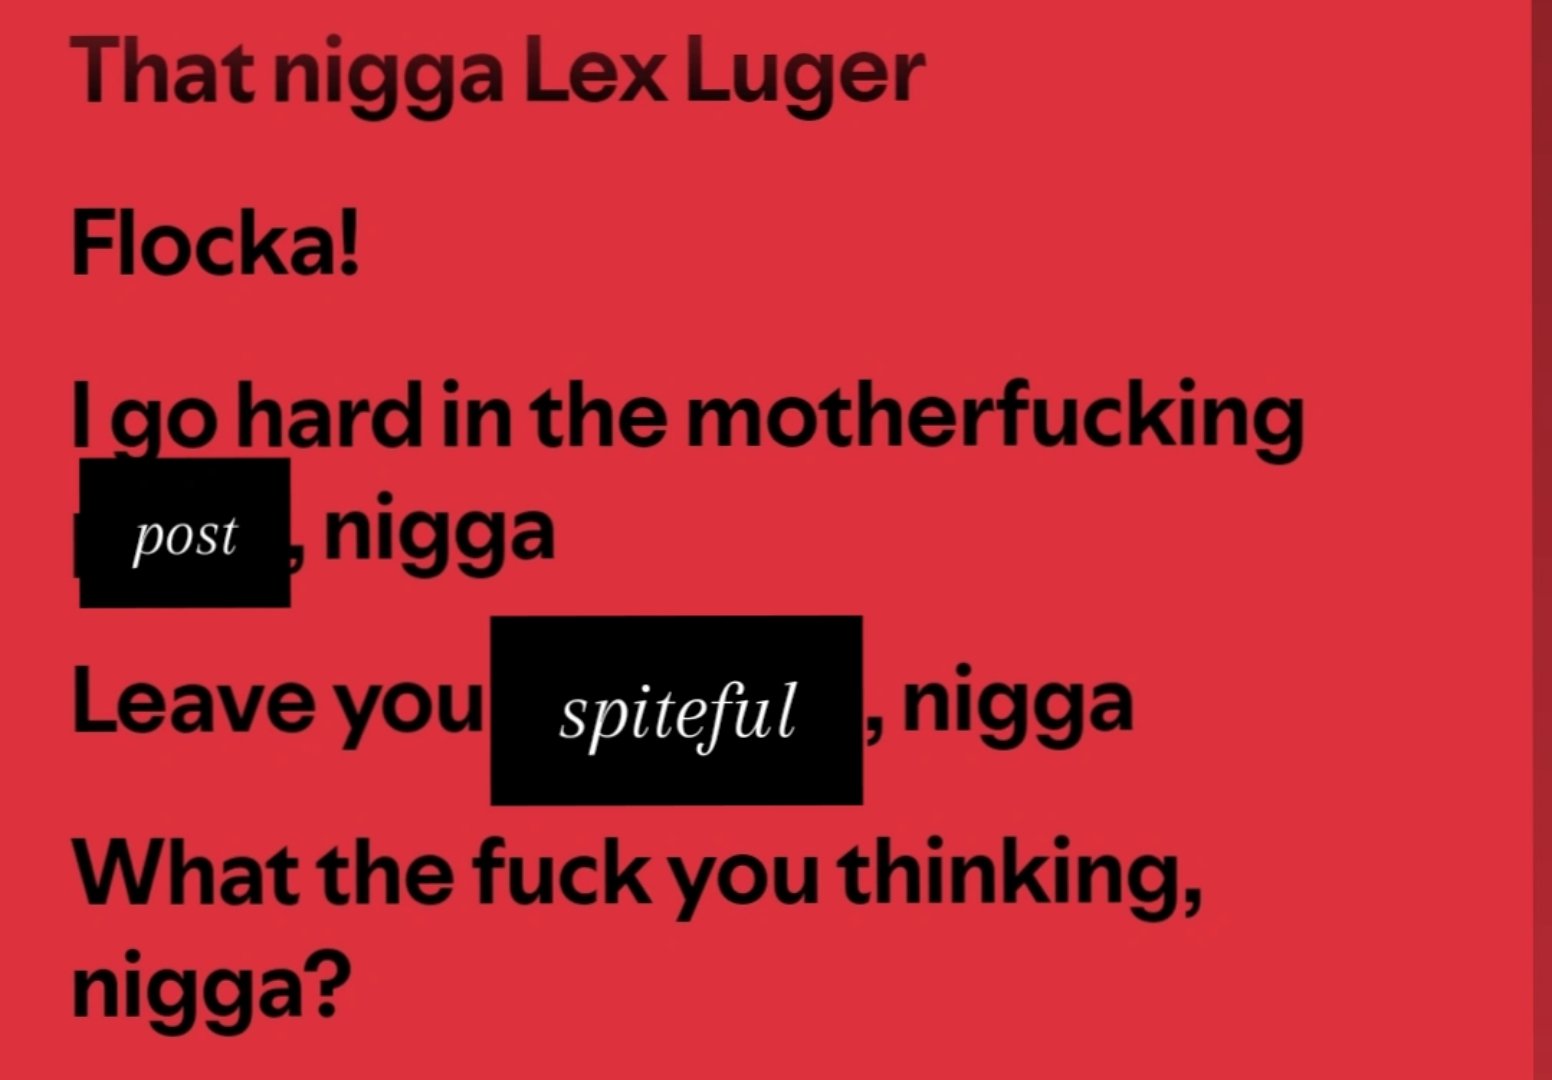 That nigga Lex Luger
Flocka!
I go hard in the motherfucking
post, nigga
Leave you spiteful, nigga
What the fuck you thinking,
nigga?